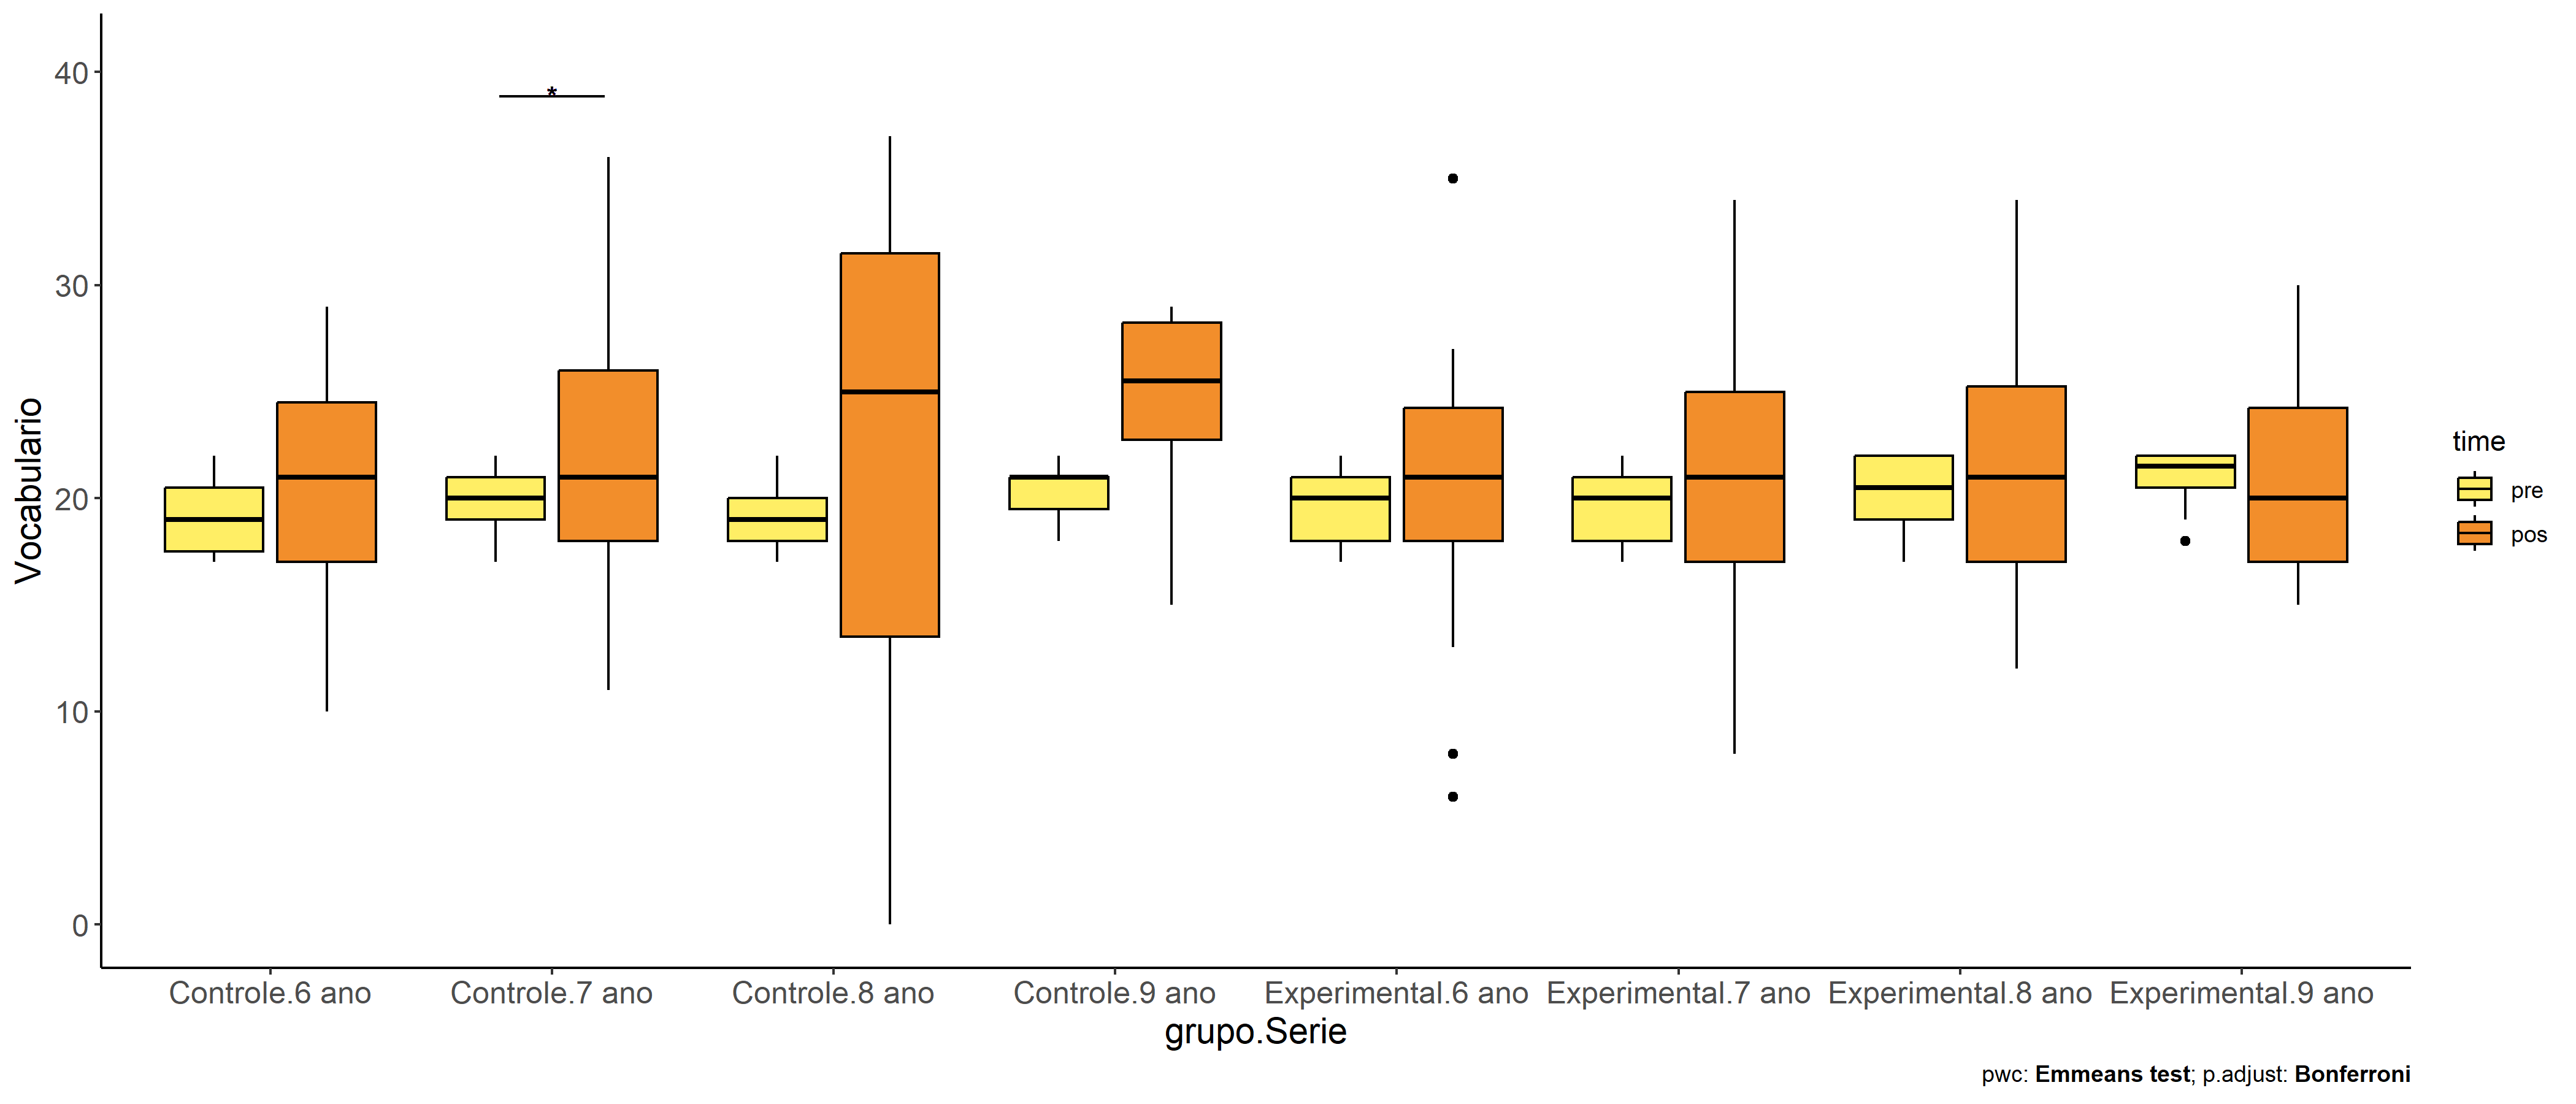 40
*
30
20
10
0
Vocabulario
Controle.6 ano
Controle.7 ano
Controle.8 ano
Controle.9 ano
Experimental.6 ano
Experimental.7 ano
Experimental.8 ano
Experimental.9 ano
grupo.Serie
time
pre
pos
pwc: Emmeans test; p.adjust: Bonferroni